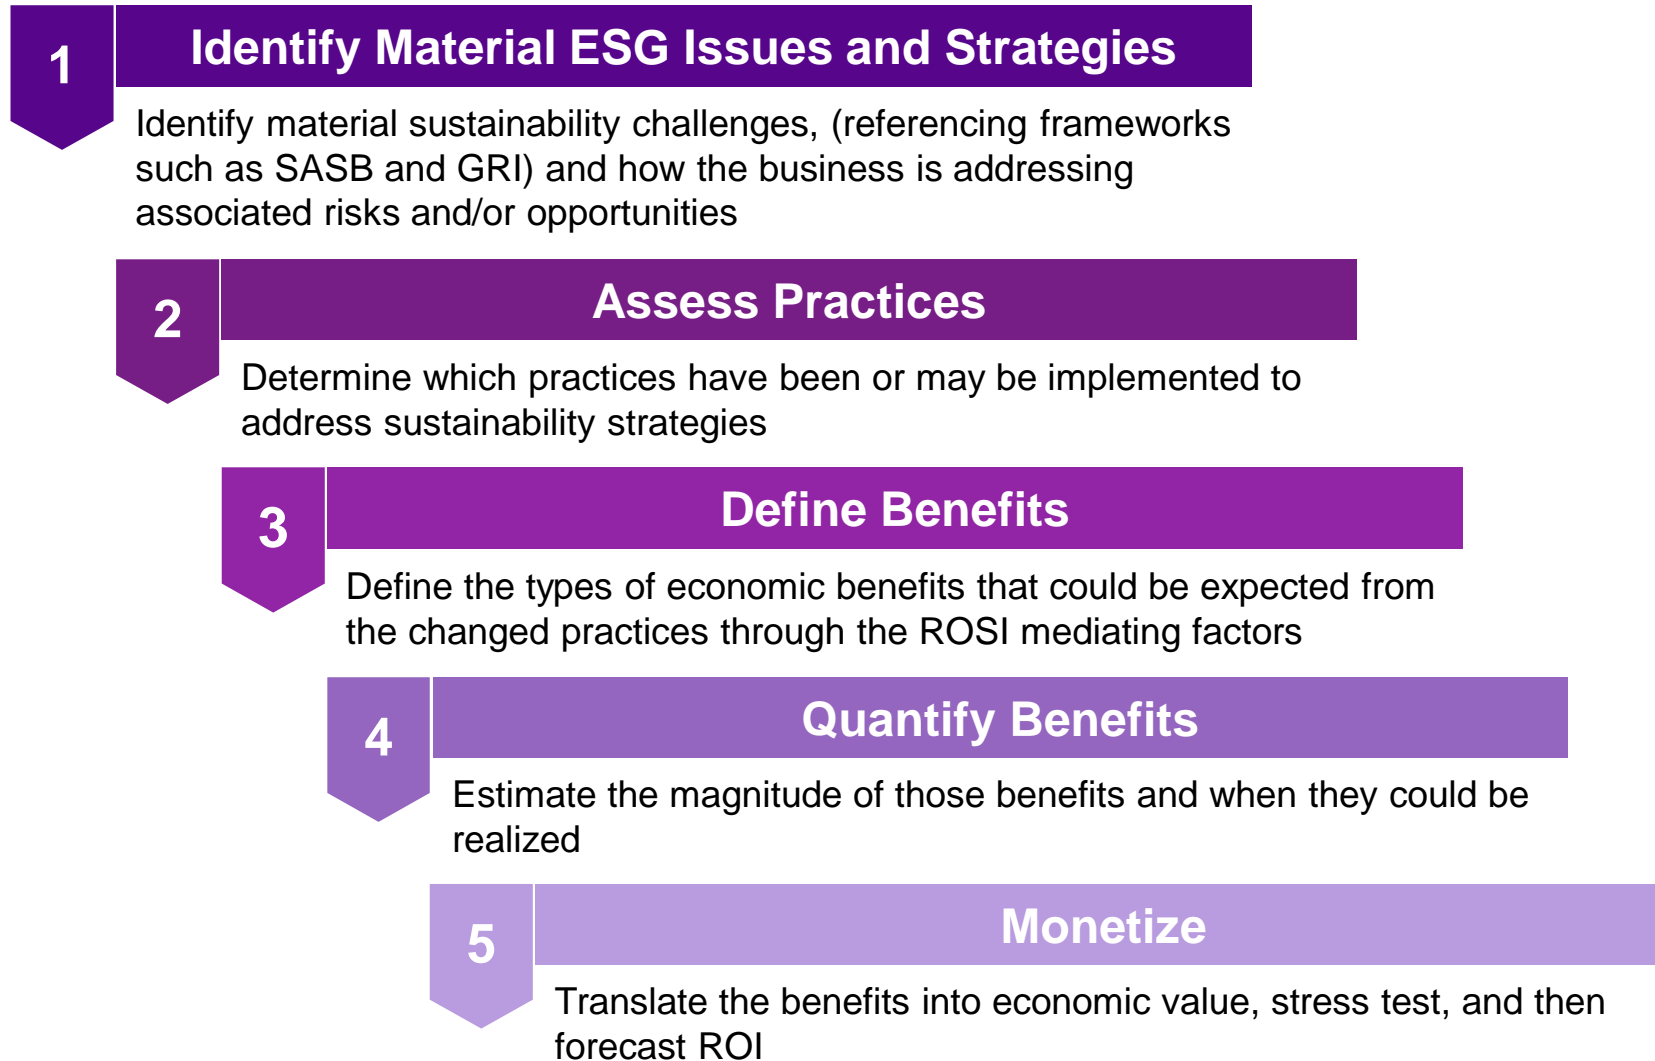 1
Identify Material ESG Issues and Strategies
Identify material sustainability challenges, (referencing frameworks
such as SASB and GRI) and how the business is addressing
associated risks and/or opportunities
2
Assess Practices
Determine which practices have been or may be implemented to
address sustainability strategies
3
Define Benefits
Define the types of economic benefits that could be expected from
the changed practices through the ROSI mediating factors
4
Quantify Benefits
Estimate the magnitude of those benefits and when they could be
realized
5
Monetize
Translate the benefits into economic value, stress test, and then
forecast ROI